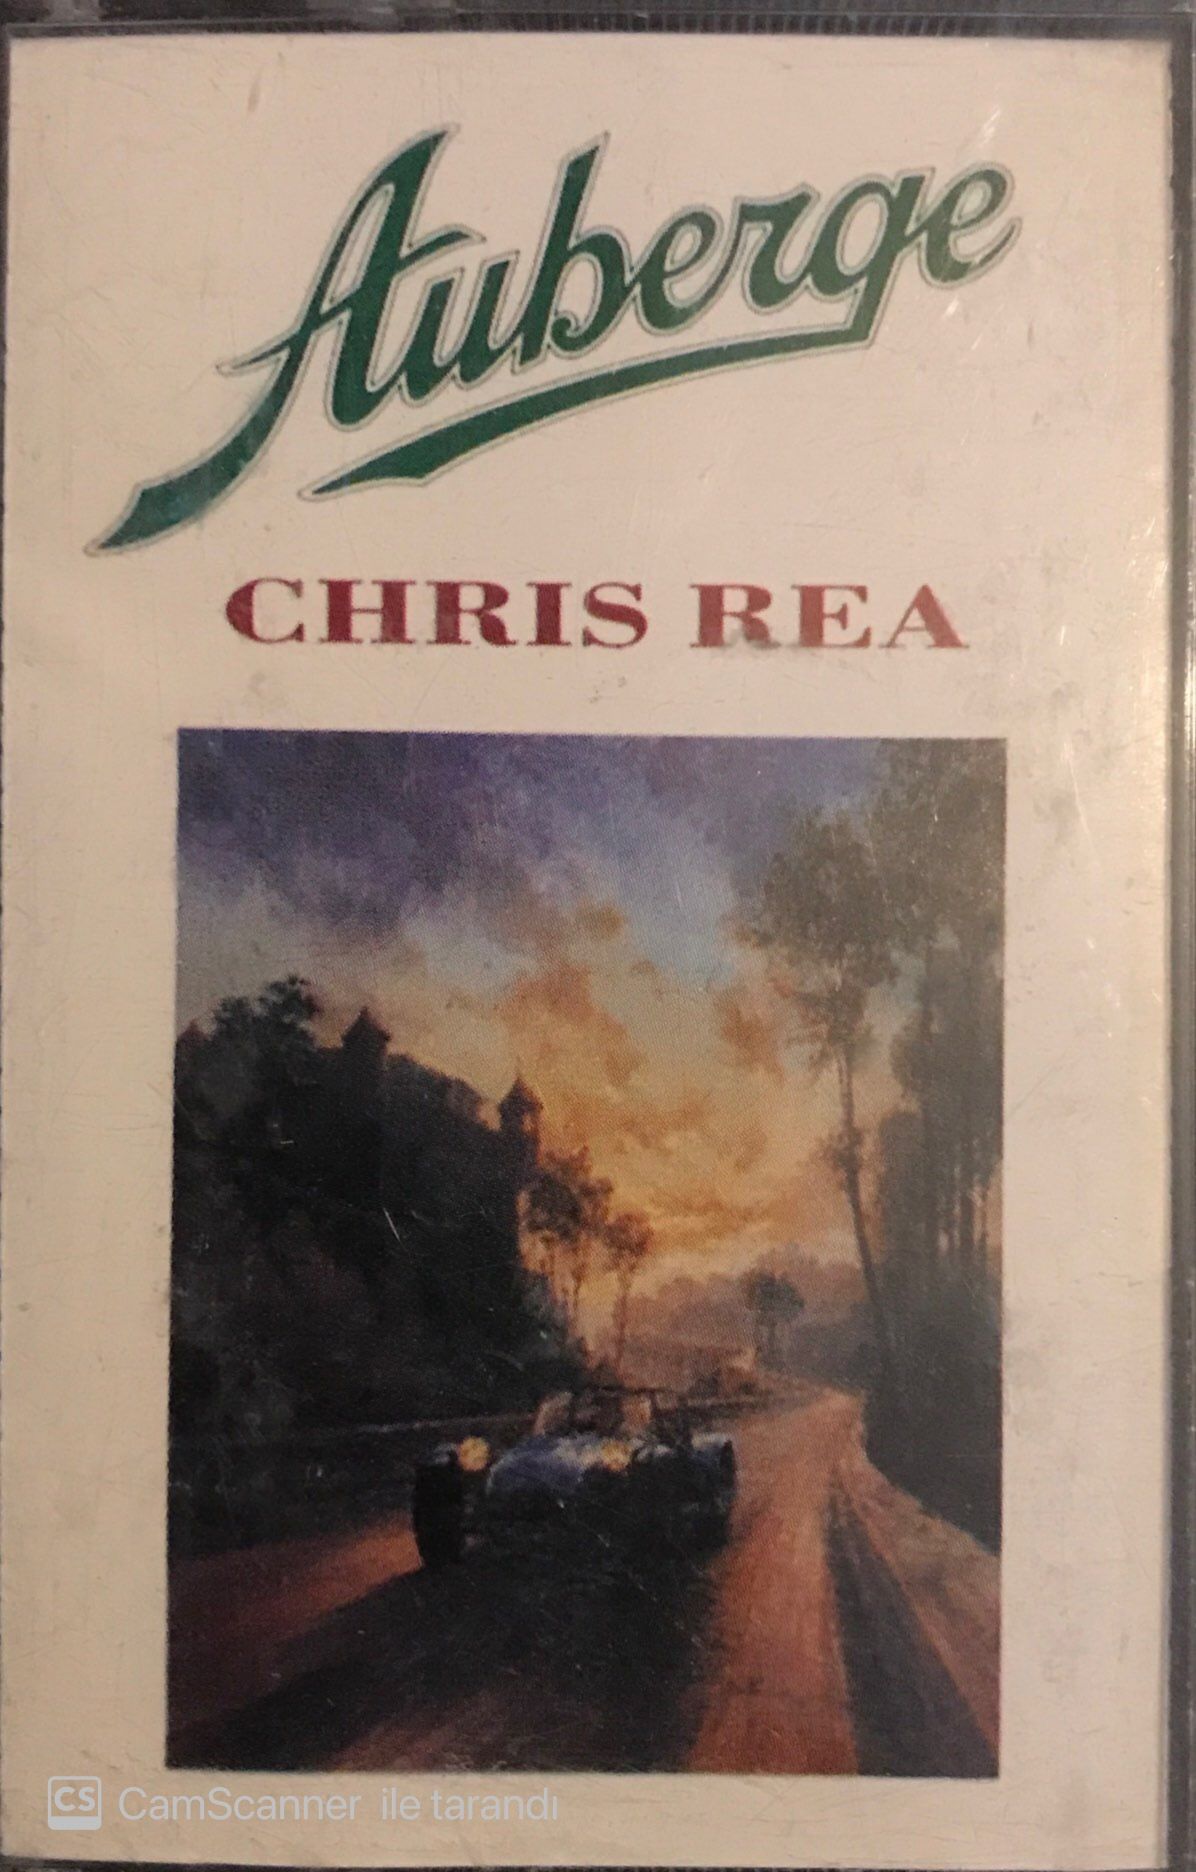 Auberge
CHRIS REA
CS CamScanner ile tarandı